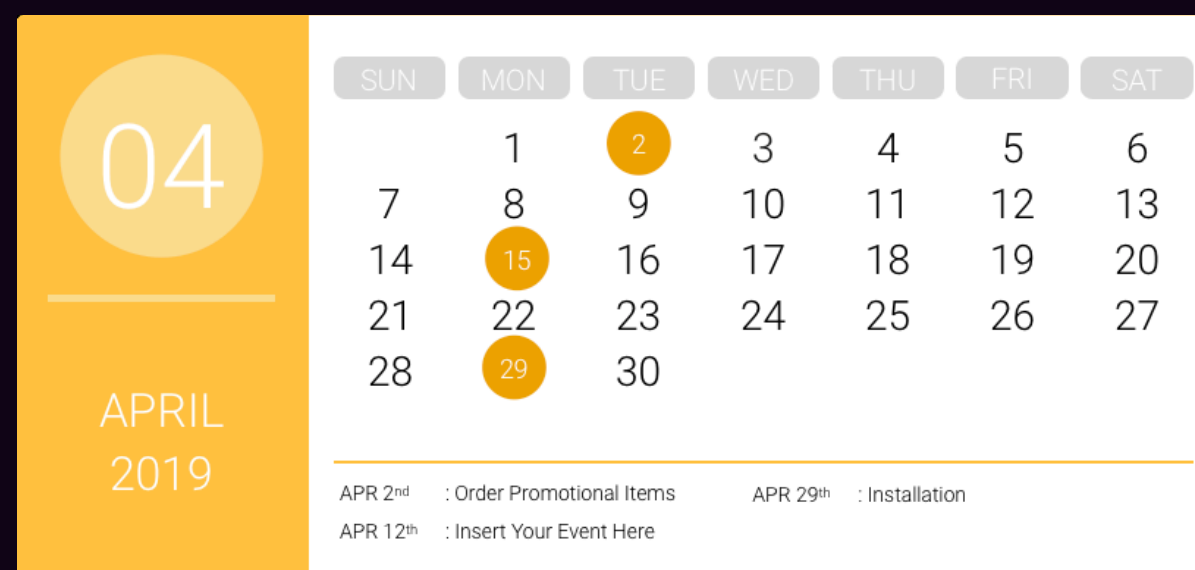 04
APRIL
2019
SUN MON TUE WED THU FRI SAT
1 2 3 4 5 6
7 8 9 10 11 12 13
14 15 16 17 18 19 20
21 22 23 24 25 26 27
28 29 30
APR 2nd : Order Promotional Items
APR 12th : Insert Your Event Here
APR 29th : Installation